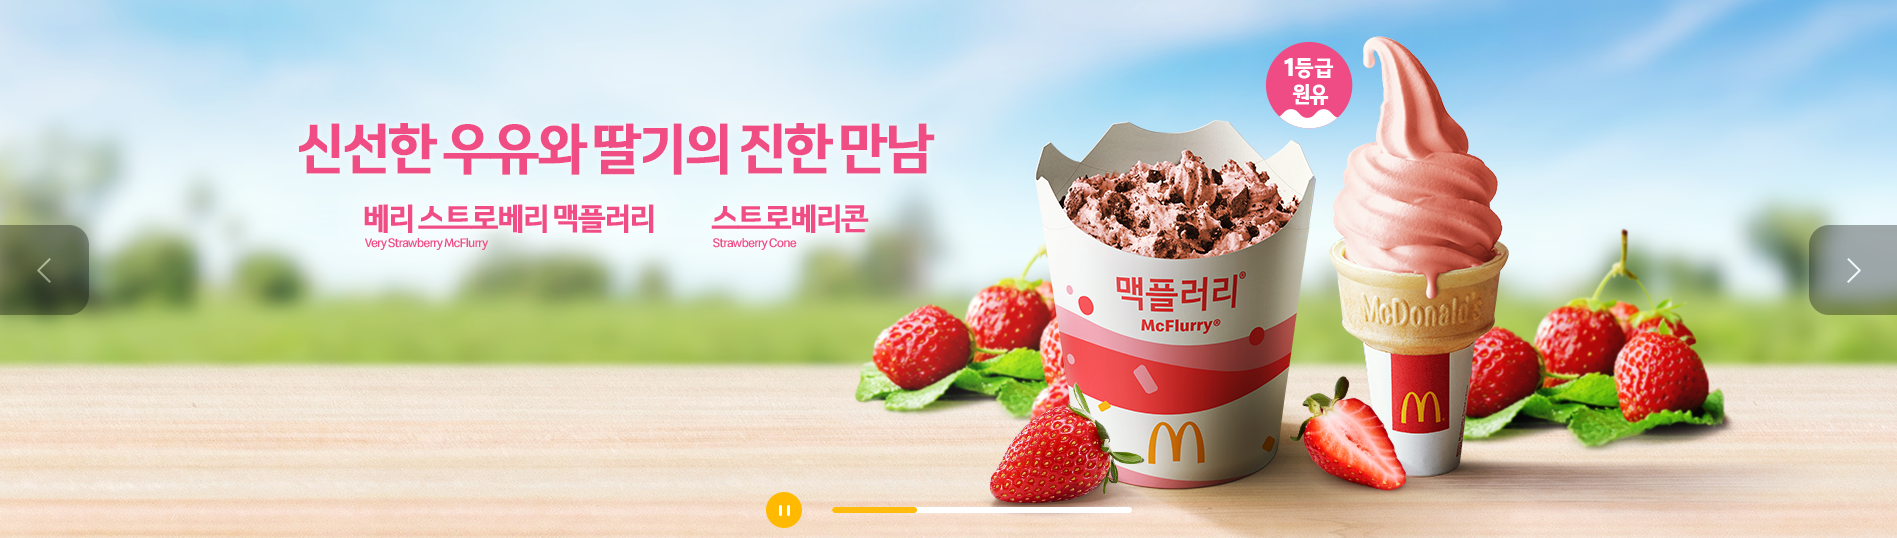 신선한 우유와 딸기의 진한 만남
베리 스트로베리 맥플러리
Very Strawberry McFlurry
스트로베리콘
Strawberry Cone
1등급
원유
맥플러리®
McFlurry®
McDonald's